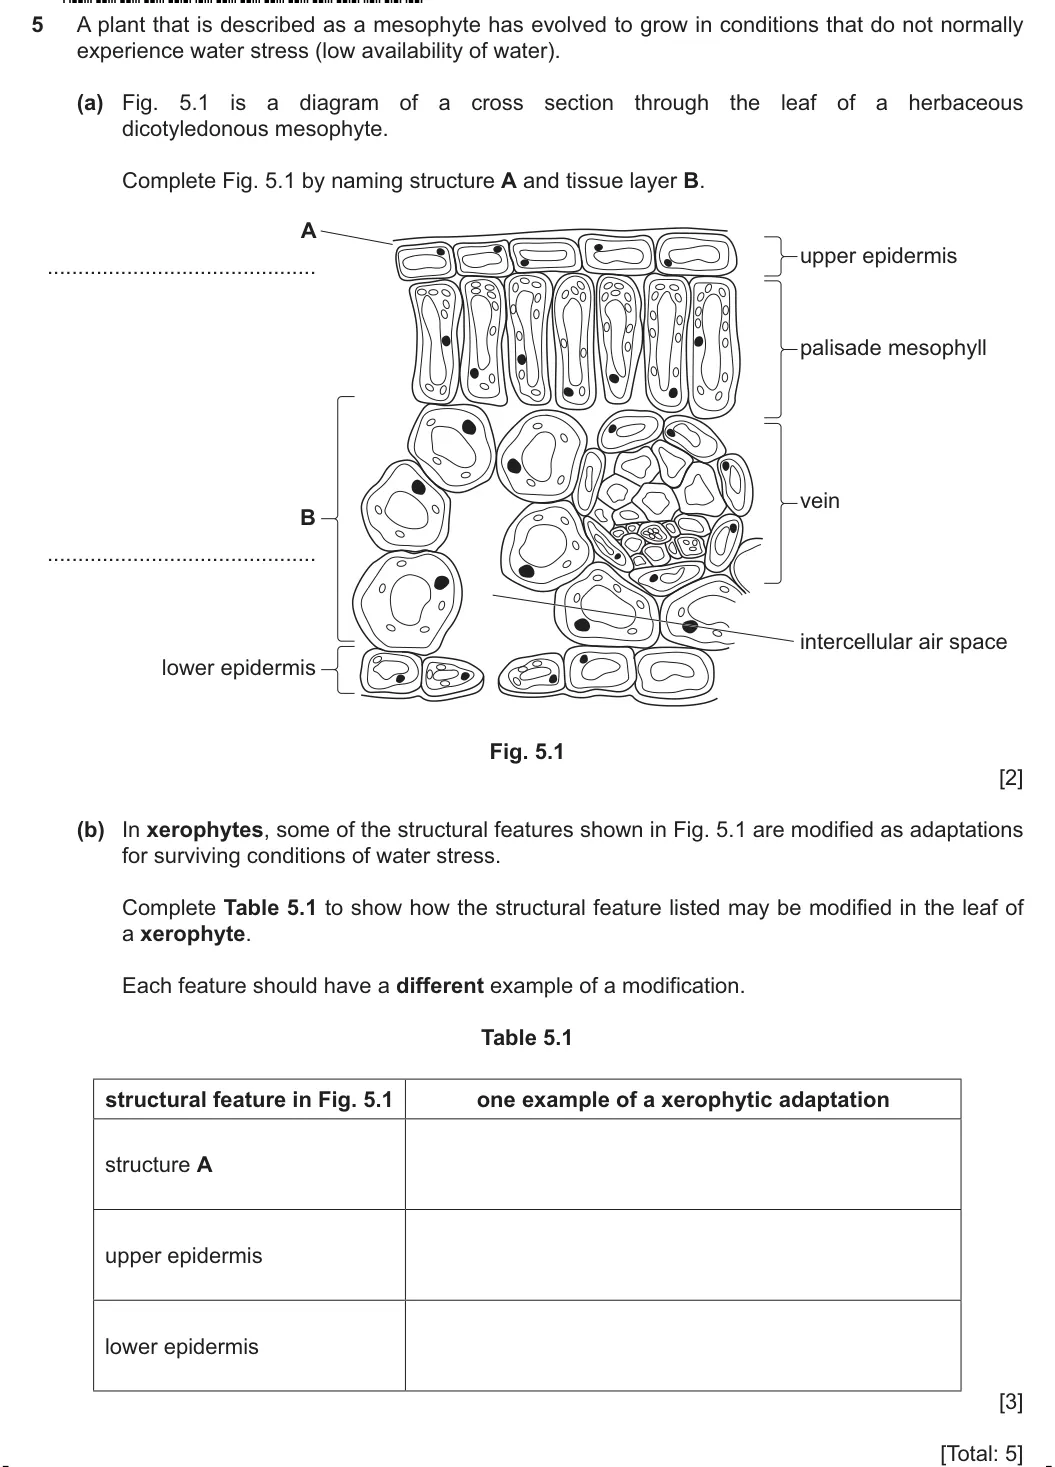 5 A plant that is described as a mesophyte has evolved to grow in conditions that do not normally
experience water stress (low availability of water).
(a) Fig. 5.1 is a diagram of a cross section through the leaf of a herbaceous
dicotyledonous mesophyte.
Complete Fig. 5.1 by naming structure A and tissue layer B.
A
............................................
upper epidermis
palisade mesophyll
vein
B
............................................
intercellular air space
lower epidermis
Fig. 5.1
[2]
(b) In xerophytes, some of the structural features shown in Fig. 5.1 are modified as adaptations
for surviving conditions of water stress.
Complete Table 5.1 to show how the structural feature listed may be modified in the leaf of
a xerophyte.
Each feature should have a different example of a modification.
Table 5.1
structural feature in Fig. 5.1 one example of a xerophytic adaptation
structure A
upper epidermis
lower epidermis
[3]
[Total: 5]